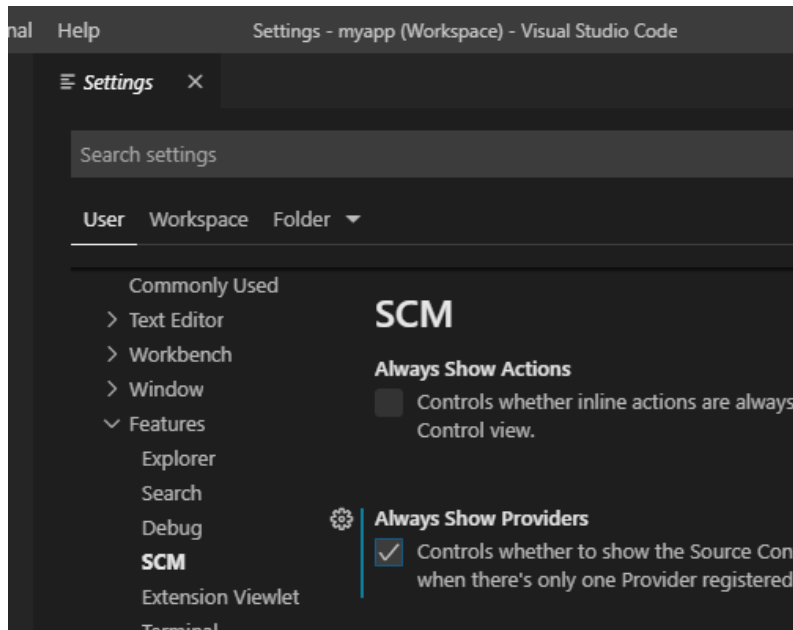 Help
Settings - myapp (Workspace) - Visual Studio Code
Settings
Search settings
User Workspace Folder
Commonly Used
Text Editor
Workbench
Window
Features
Explorer
Search
Debug
SCM
Extension Viewlet
Terminal
SCM
Always Show Actions
Controls whether inline actions are always
Control view.
Always Show Providers
Controls whether to show the Source Con
when there's only one Provider registered